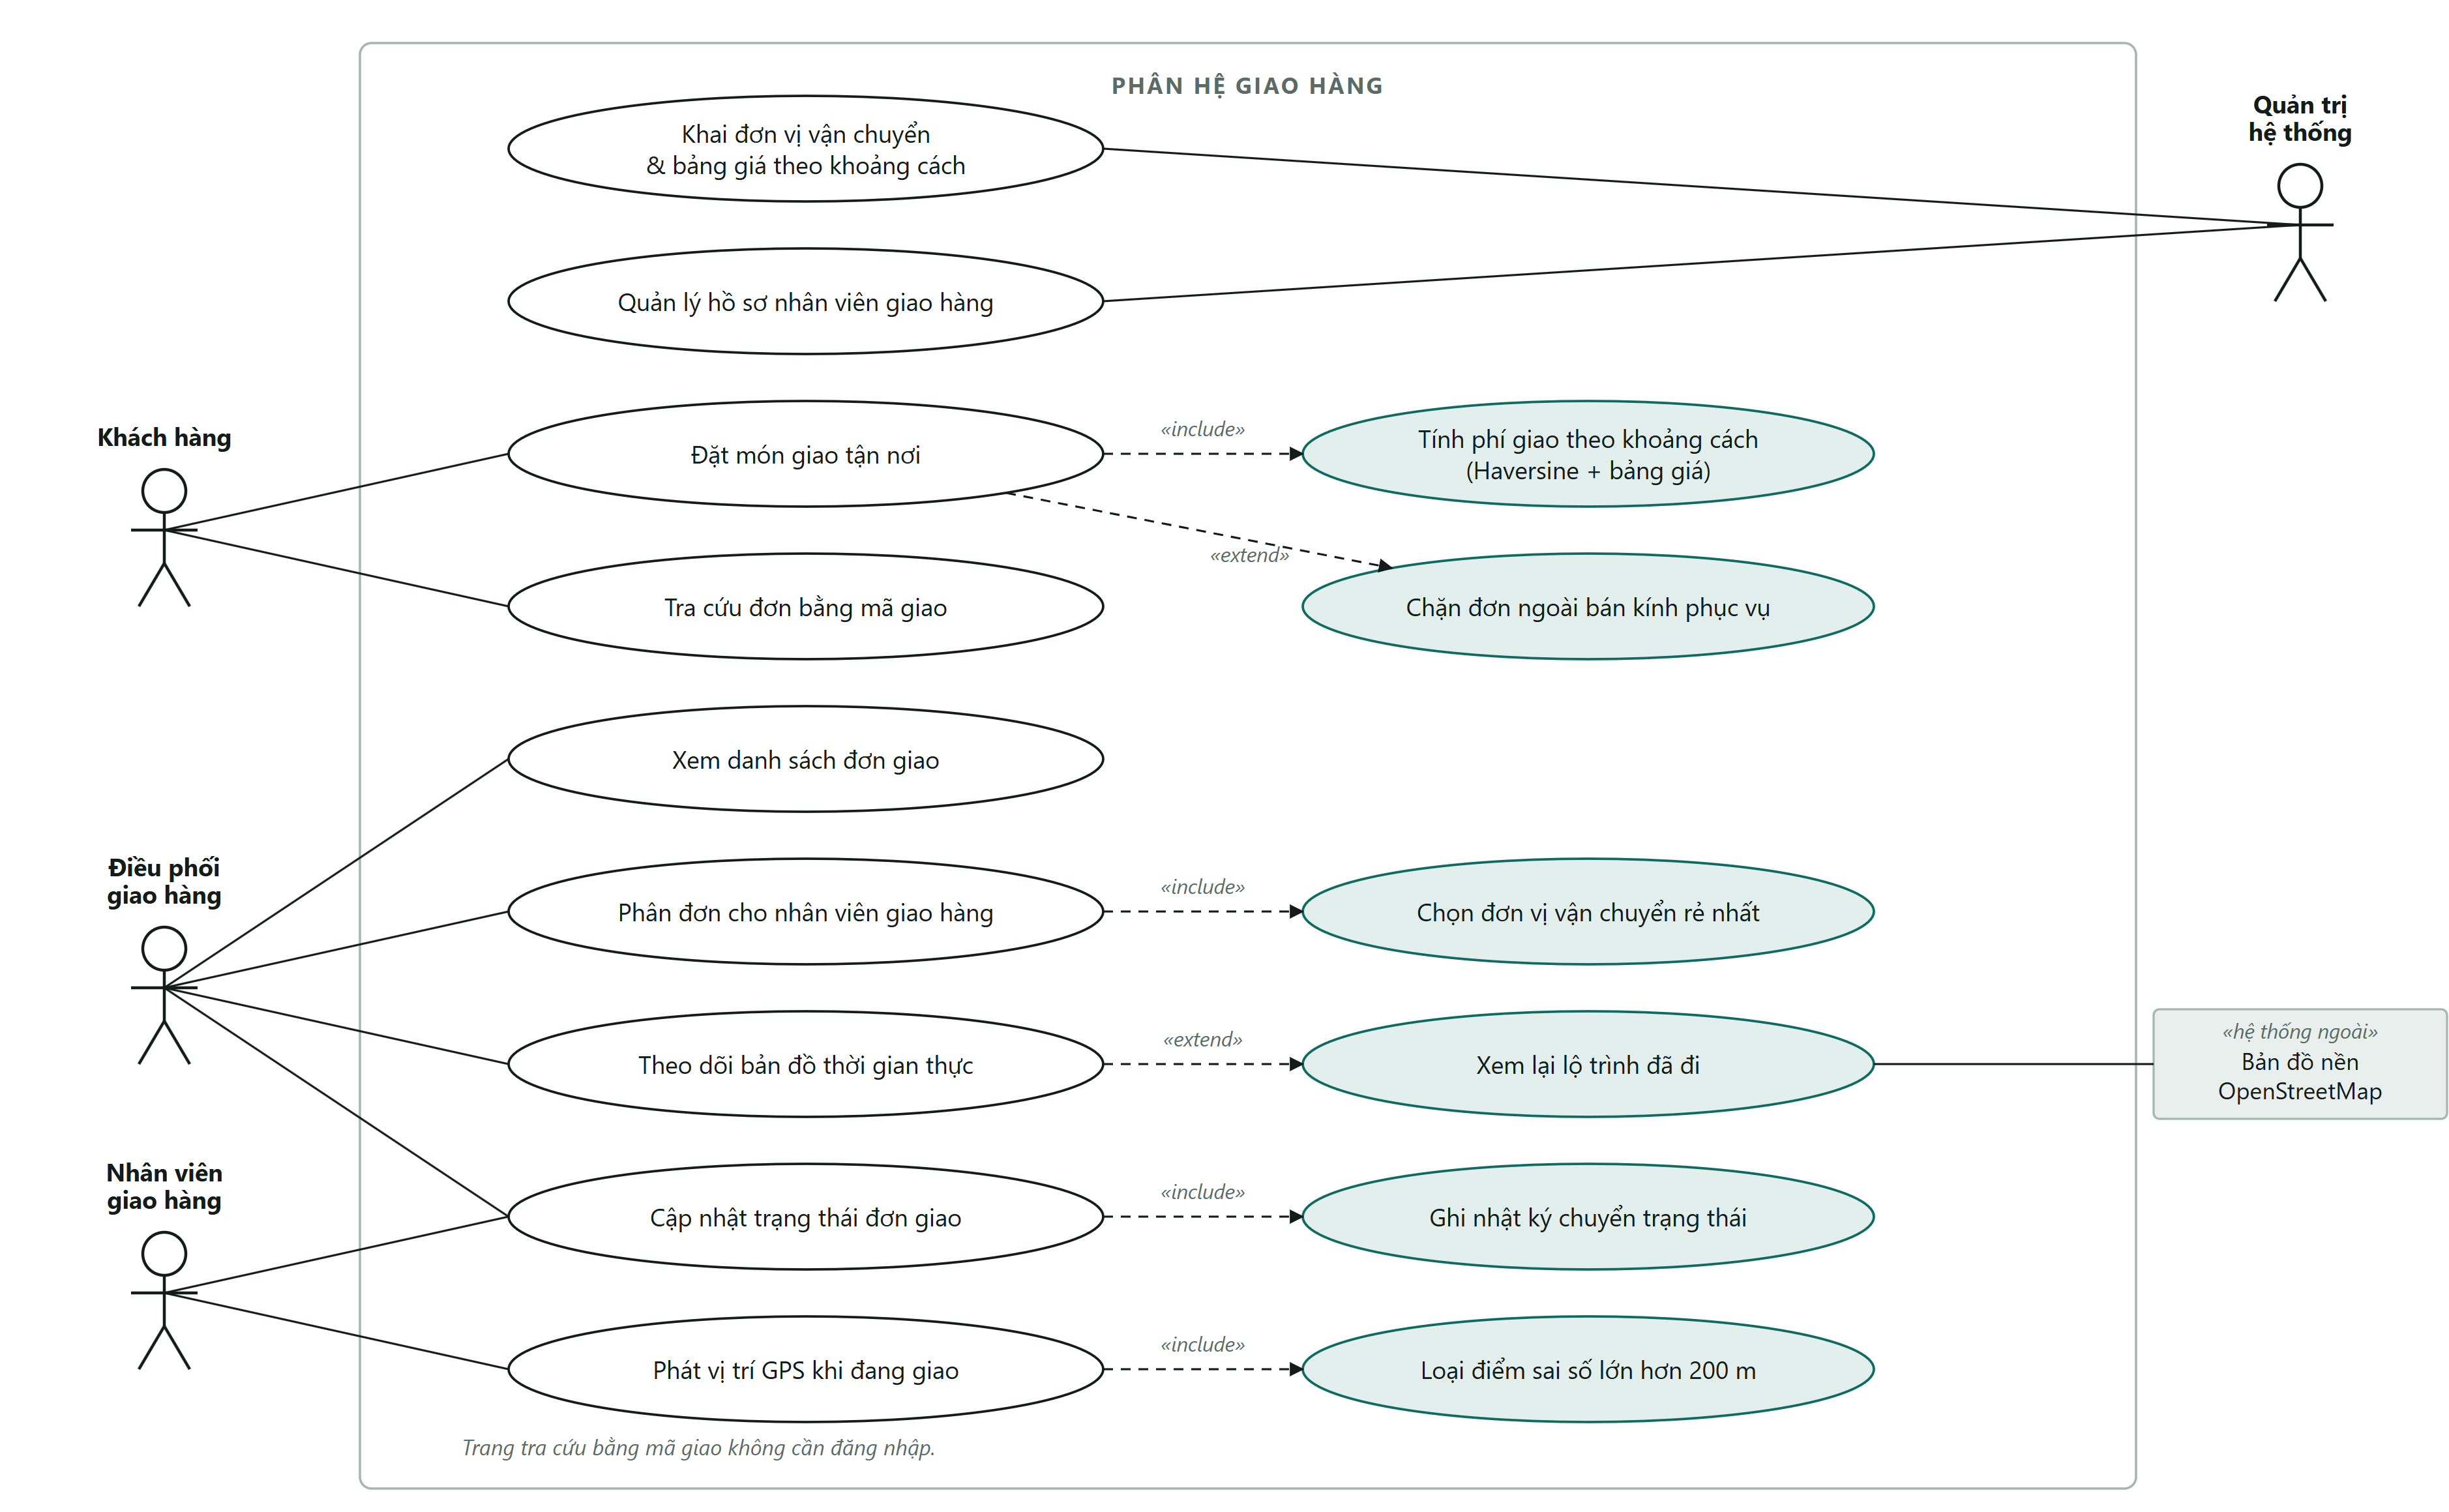 PHÂN HỆ GIAO HÀNG
Quản trị
hệ thống
Khai đơn vị vận chuyển
& bảng giá theo khoảng cách
Quản lý hồ sơ nhân viên giao hàng
Khách hàng
Đặt món giao tận nơi
«include»
Tính phí giao theo khoảng cách
(Haversine + bảng giá)
«extend»
Tra cứu đơn bằng mã giao
Chặn đơn ngoài bán kính phục vụ
Xem danh sách đơn giao
Điều phối
giao hàng
Phân đơn cho nhân viên giao hàng
«include»
Chọn đơn vị vận chuyển rẻ nhất
Theo dõi bản đồ thời gian thực
«extend»
Xem lại lộ trình đã đi
«hệ thống ngoài»
Bản đồ nền
OpenStreetMap
Nhân viên
giao hàng
Cập nhật trạng thái đơn giao
«include»
Ghi nhật ký chuyển trạng thái
Phát vị trí GPS khi đang giao
«include»
Loại điểm sai số lớn hơn 200 m
Trang tra cứu bằng mã giao không cần đăng nhập.